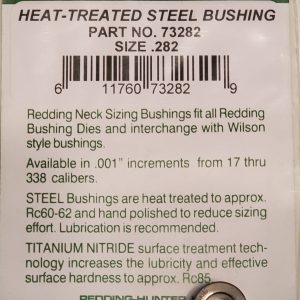 HEAT-TREATED STEEL BUSHING
PART NO. 73282
SIZE .282
6 11760 73282 9
Redding Neck Sizing Bushings fit all Redding
Bushing Dies and interchange with Wilson
style bushings.
Available in .001" increments from 17 thru
338 calibers.
STEEL Bushings are heat treated to approx.
Rc60-62 and hand polished to reduce sizing
effort. Lubrication is recommended.
TITANIUM NITRIDE surface treatment tech-
nology increases the lubricity and effective
surface hardness to approx. Rc85.
REDDING-HUNTER